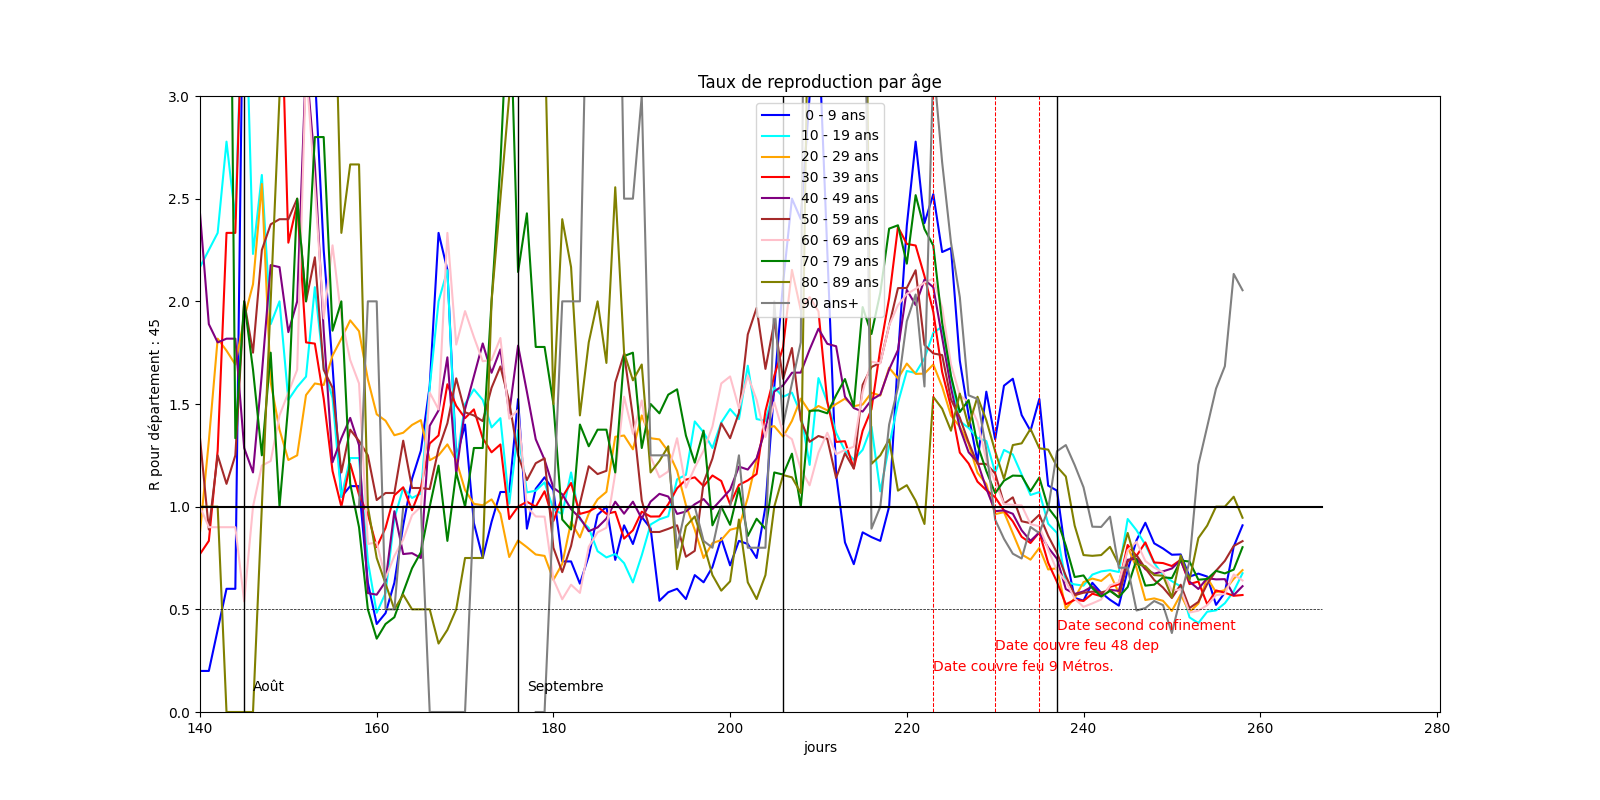 Taux de reproduction par âge
R pour département : 45
3.0
2.5
2.0
1.5
1.0
0.5
0.0
0 - 9 ans
10 - 19 ans
20 - 29 ans
30 - 39 ans
40 - 49 ans
50 - 59 ans
60 - 69 ans
70 - 79 ans
80 - 89 ans
90 ans+
Date second confinement
Date couvre feu 48 dep
Date couvre feu 9 Métros.
Août
Septembre
140 160 180 200 220 240 260 280
jours